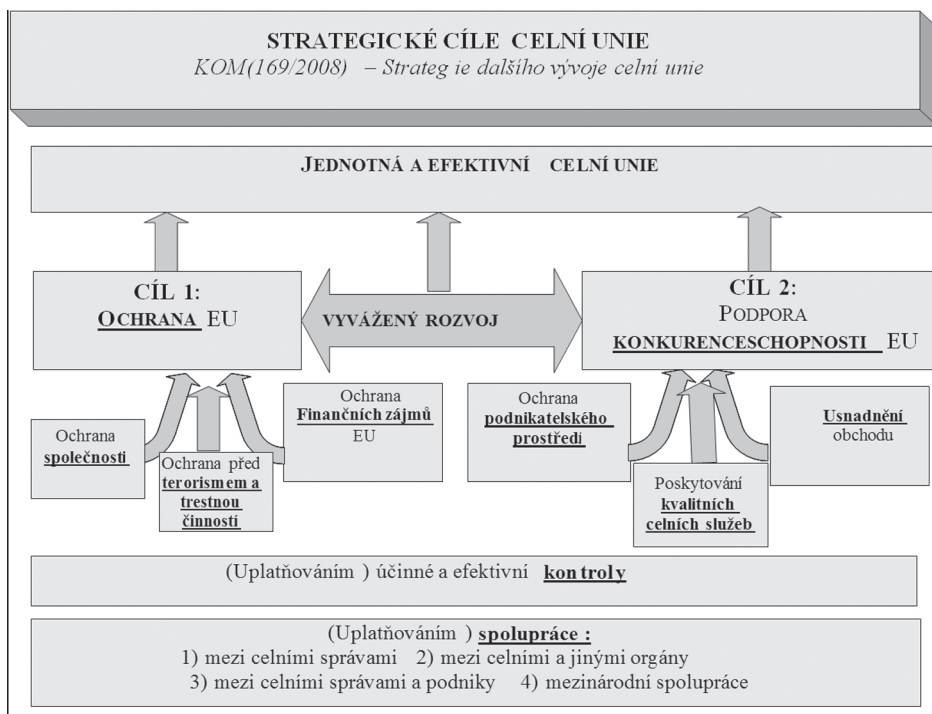 STRATEGICKÉ CÍLE CELNÍ UNIE
KOM(169/2008) – Strateg ie dalšího vývoje celní unie
JEDNOTNÁ A EFEKTIVNÍ CELNÍ UNIE
CÍL 1:
OCHRANA EU
VYVÁŽENÝ ROZVOJ
CÍL 2:
PODPORA
KONKURENCESCHOPNOSTI EU
Ochrana
společnosti
Ochrana před
terorismem a
trestnou
činností
Ochrana
Finančních zájmů
EU
Ochrana
podnikatelského
prostředí
Poskytování
kvalitních
celních služeb
Usnadnění
obchodu
(Uplatňováním ) účinné a efektivní kontroly
(Uplatňováním ) spolupráce :
1) mezi celními správami 2) mezi celními a jinými orgány
3) mezi celními správami a podniky 4) mezinárodní spolupráce